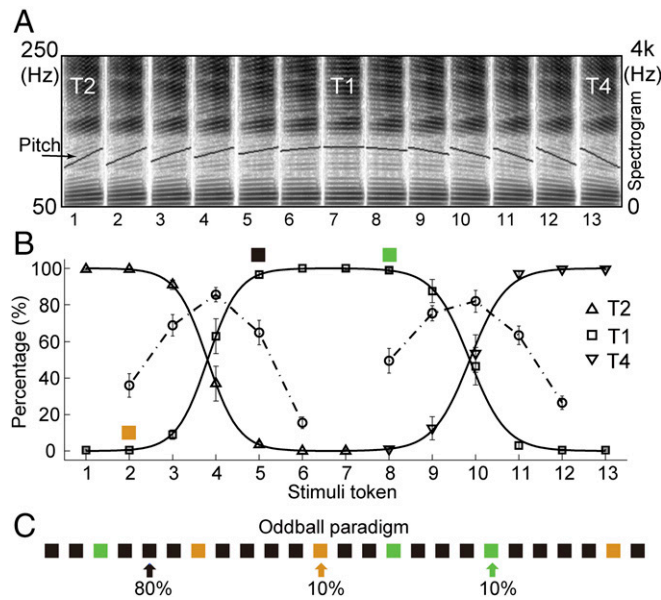 A
250
(Hz)
4k
(Hz)
T2
T1
T4
Pitch
Spectrogram
50
0
1 2 3 4 5 6 7 8 9 10 11 12 13
B
100
80
60
40
20
0
Percentage (%)
T2
T1
T4
1 2 3 4 5 6 7 8 9 10 11 12 13
Stimuli token
C
Oddball paradigm
80% 10% 10%